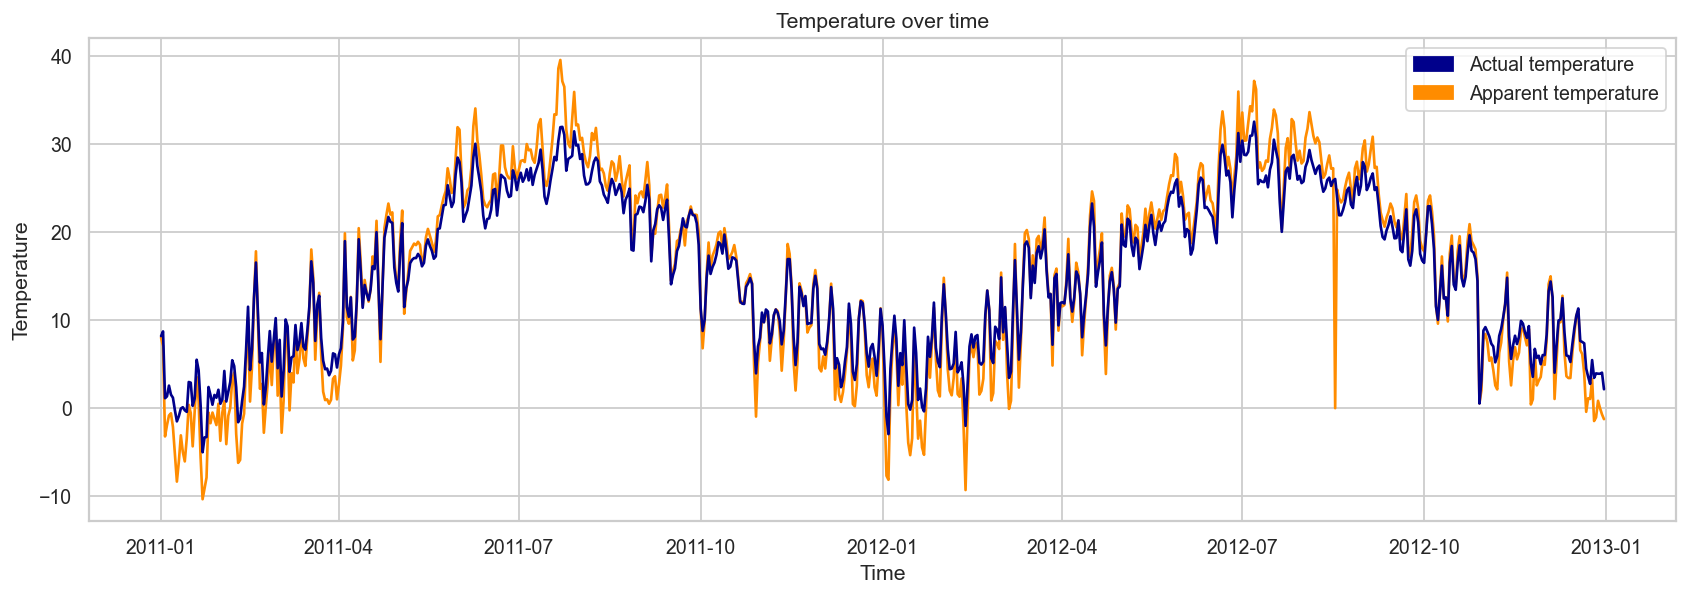 Temperature over time
40
30
20
10
0
−10
Temperature
Actual temperature
Apparent temperature
2011-01 2011-04 2011-07 2011-10 2012-01 2012-04 2012-07 2012-10 2013-01
Time